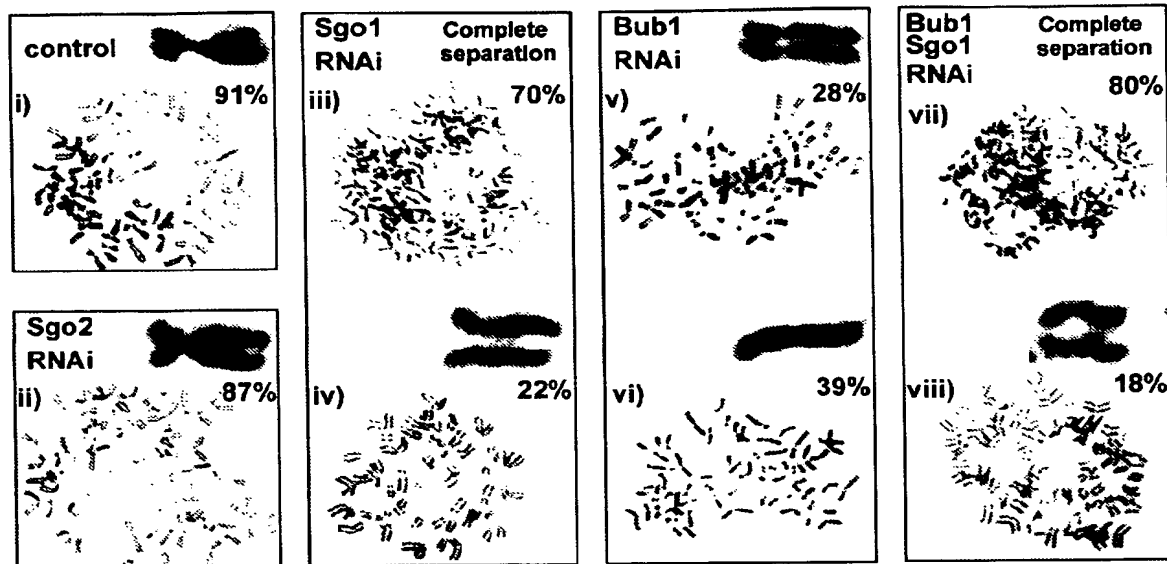 control
91%
i)
Sgo2
RNAi
87%
ii)
Sgo1
RNAi
Complete
separation
70%
iii)
22%
iv)
Bub1
RNAi
28%
v)
39%
vi)
Bub1
Sgo1
RNAi
Complete
separation
80%
vii)
18%
viii)